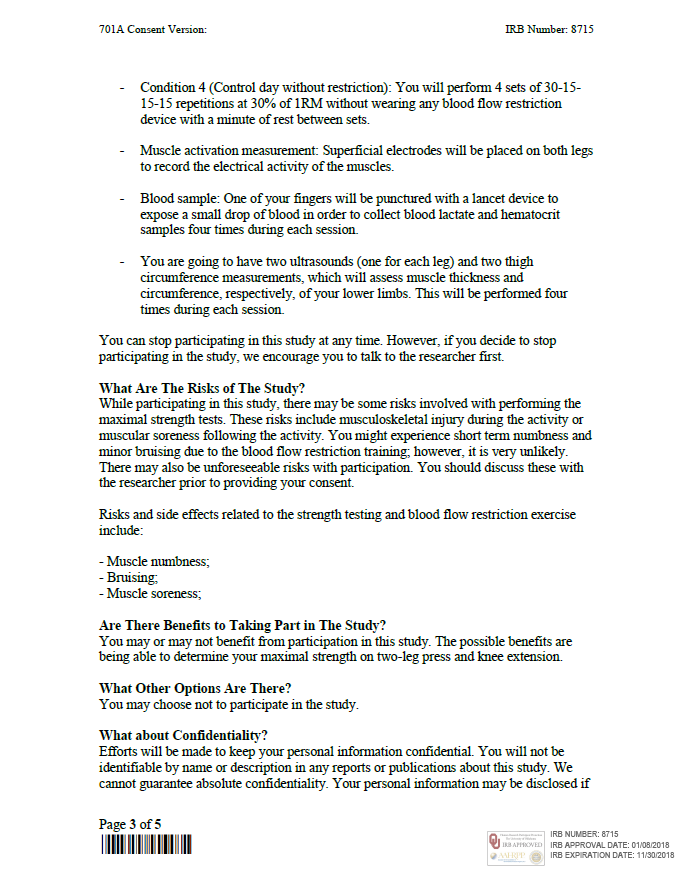 701A Consent Version: IRB Number: 8715
- Condition 4 (Control day without restriction): You will perform 4 sets of 30-15-
15-15 repetitions at 30% of 1RM without wearing any blood flow restriction
device with a minute of rest between sets.
- Muscle activation measurement: Superficial electrodes will be placed on both legs
to record the electrical activity of the muscles.
- Blood sample: One of your fingers will be punctured with a lancet device to
expose a small drop of blood in order to collect blood lactate and hematocrit
samples four times during each session.
- You are going to have two ultrasounds (one for each leg) and two thigh
circumference measurements, which will assess muscle thickness and
circumference, respectively, of your lower limbs. This will be performed four
times during each session.
You can stop participating in this study at any time. However, if you decide to stop
participating in the study, we encourage you to talk to the researcher first.
What Are The Risks of The Study?
While participating in this study, there may be some risks involved with performing the
maximal strength tests. These risks include musculoskeletal injury during the activity or
muscular soreness following the activity. You might experience short term numbness and
minor bruising due to the blood flow restriction training; however, it is very unlikely.
There may also be unforeseeable risks with participation. You should discuss these with
the researcher prior to providing your consent.
Risks and side effects related to the strength testing and blood flow restriction exercise
include:
- Muscle numbness;
- Bruising;
- Muscle soreness;
Are There Benefits to Taking Part in The Study?
You may or may not benefit from participation in this study. The possible benefits are
being able to determine your maximal strength on two-leg press and knee extension.
What Other Options Are There?
You may choose not to participate in the study.
What about Confidentiality?
Efforts will be made to keep your personal information confidential. You will not be
identifiable by name or description in any reports or publications about this study. We
cannot guarantee absolute confidentiality. Your personal information may be disclosed if
Page 3 of 5
IRB APPROVED
IRB NUMBER: 8715
IRB APPROVAL DATE: 01/08/2018
IRB EXPIRATION DATE: 11/30/2018